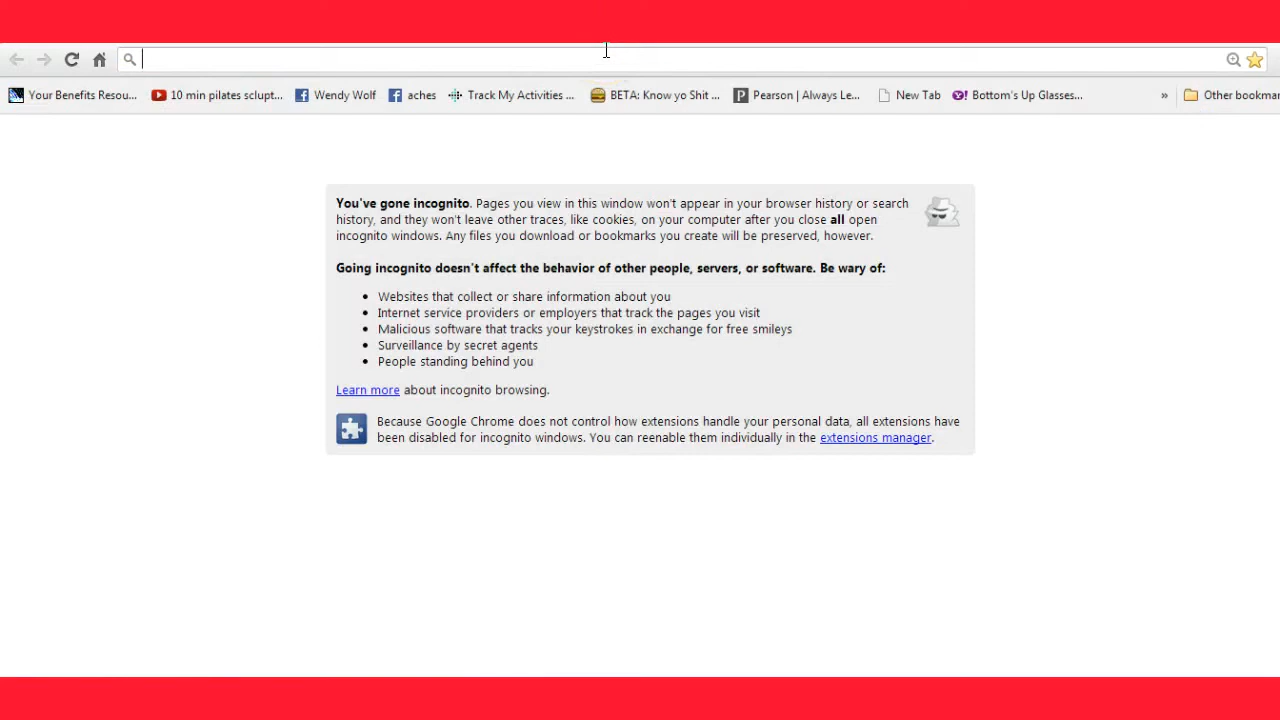 Your Benefits Resou... 10 min pilates sclupt... Wendy Wolf aches Track My Activities ... BETA: Know yo Shit ... Pearson | Always Le... New Tab Bottom's Up Glasses... » Other bookmar
You've gone incognito. Pages you view in this window won't appear in your browser history or search
history, and they won't leave other traces, like cookies, on your computer after you close all open
incognito windows. Any files you download or bookmarks you create will be preserved, however.
Going incognito doesn't affect the behavior of other people, servers, or software. Be wary of:
• Websites that collect or share information about you
• Internet service providers or employers that track the pages you visit
• Malicious software that tracks your keystrokes in exchange for free smileys
• Surveillance by secret agents
• People standing behind you
Learn more about incognito browsing.
Because Google Chrome does not control how extensions handle your personal data, all extensions have
been disabled for incognito windows. You can reenable them individually in the extensions manager.